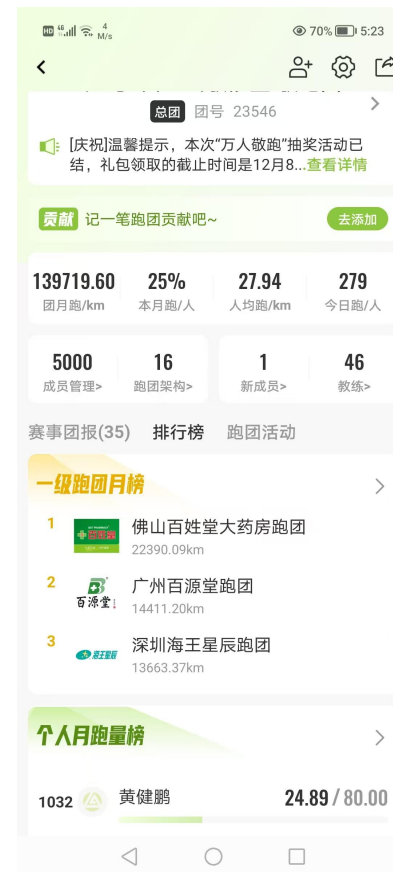 HD 4G 4 M/s 70% 5:23
总团 团号 23546
[庆祝]温馨提示，本次“万人敬跑”抽奖活动已
结，礼包领取的截止时间是12月8...查看详情
贡献 记一笔跑团贡献吧~ 去添加
139719.60 25% 27.94 279
团月跑/km 本月跑/人 人均跑/km 今日跑/人
5000 16 1 46
成员管理> 跑团架构> 新成员> 教练>
赛事团报(35) 排行榜 跑团活动
一级跑团月榜
1 佛山百姓堂大药房跑团
22390.09km
2 广州百源堂跑团
百源堂
14411.20km
3 深圳海王星辰跑团
海王星辰
13663.37km
个人月跑量榜
1032 黄健鹏 24.89 / 80.00